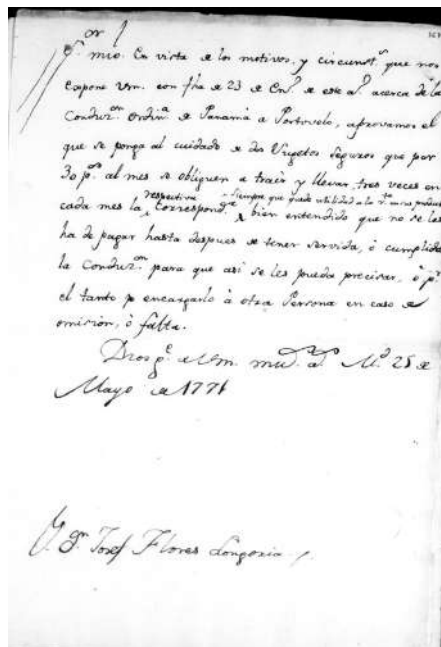 or
S. mio. En vista de los motivos, y circunst.s que nos
expone Vm. con fha de 23 de En.o de este a.o acerca de la
Conduz.on ordin.a de Panamá a Portovelo, aprovamos el
que se ponga al cuidado de dos Sugetos seguros que por
30 p.s al mes se obliguen a traer y llevar, tres veces en
respectiva siempre que quede utilidad a la
cada mes la Correspond.a bien entendido que no se les
ha de pagar hasta despues de tener servida, ó cumplida
la Conduz.on para que asi se les pueda precisar, ó
el tanto p encargarlo à otra Persona en caso de
omision, ó falta.
Dios g.e a Vm. m.s a.s M.d 25 de
Mayo de 1771
S. D.n Josef Flores Longoria